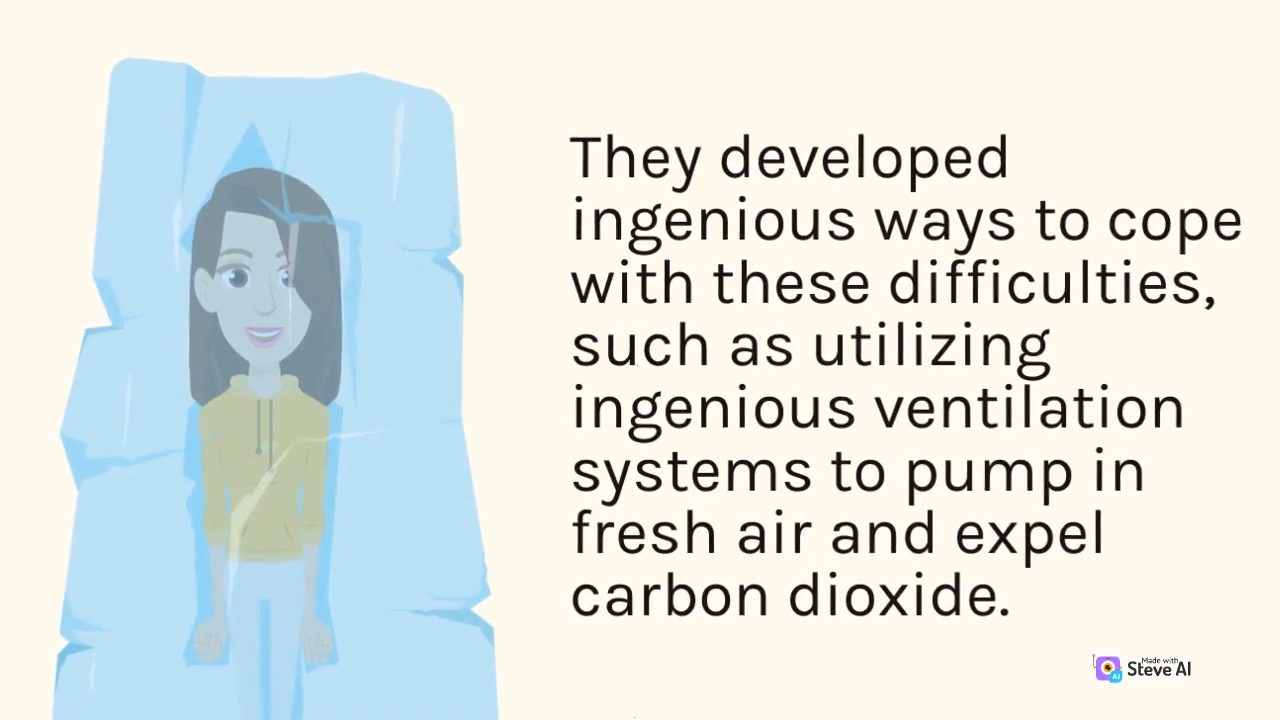 They developed
ingenious ways to cope
with these difficulties,
such as utilizing
ingenious ventilation
systems to pump in
fresh air and expel
carbon dioxide.
Made with
Steve AI
AI